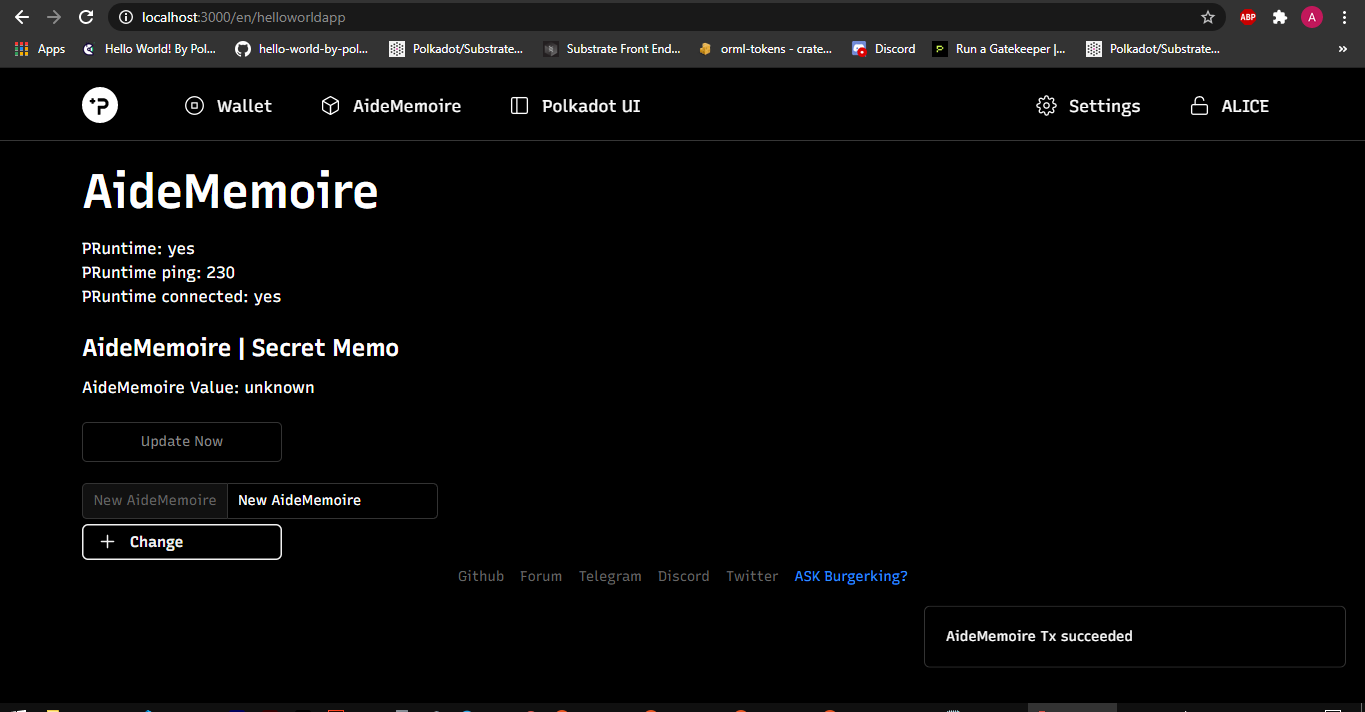 localhost:3000/en/helloworldapp
ABP
A
Apps
Hello World! By Pol...
hello-world-by-pol...
Polkadot/Substrate...
Substrate Front End...
orml-tokens - crate...
Discord
Run a Gatekeeper |...
Polkadot/Substrate...
»
Wallet
AideMemoire
Polkadot UI
Settings
ALICE
AideMemoire
PRuntime: yes
PRuntime ping: 230
PRuntime connected: yes
AideMemoire | Secret Memo
AideMemoire Value: unknown
Update Now
New AideMemoire
New AideMemoire
+ Change
Github Forum Telegram Discord Twitter ASK Burgerking?
AideMemoire Tx succeeded